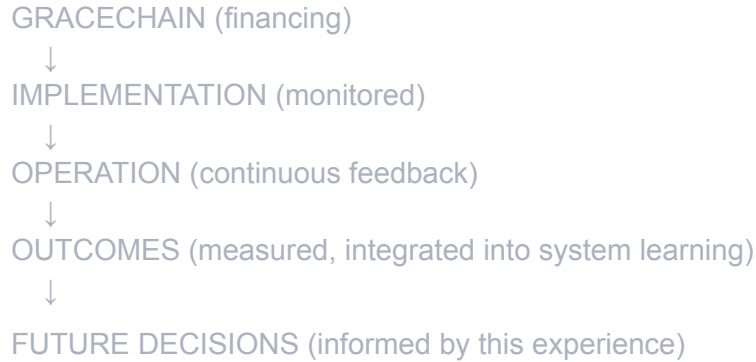 GRACECHAIN (financing)
↓
IMPLEMENTATION (monitored)
↓
OPERATION (continuous feedback)
↓
OUTCOMES (measured, integrated into system learning)
↓
FUTURE DECISIONS (informed by this experience)